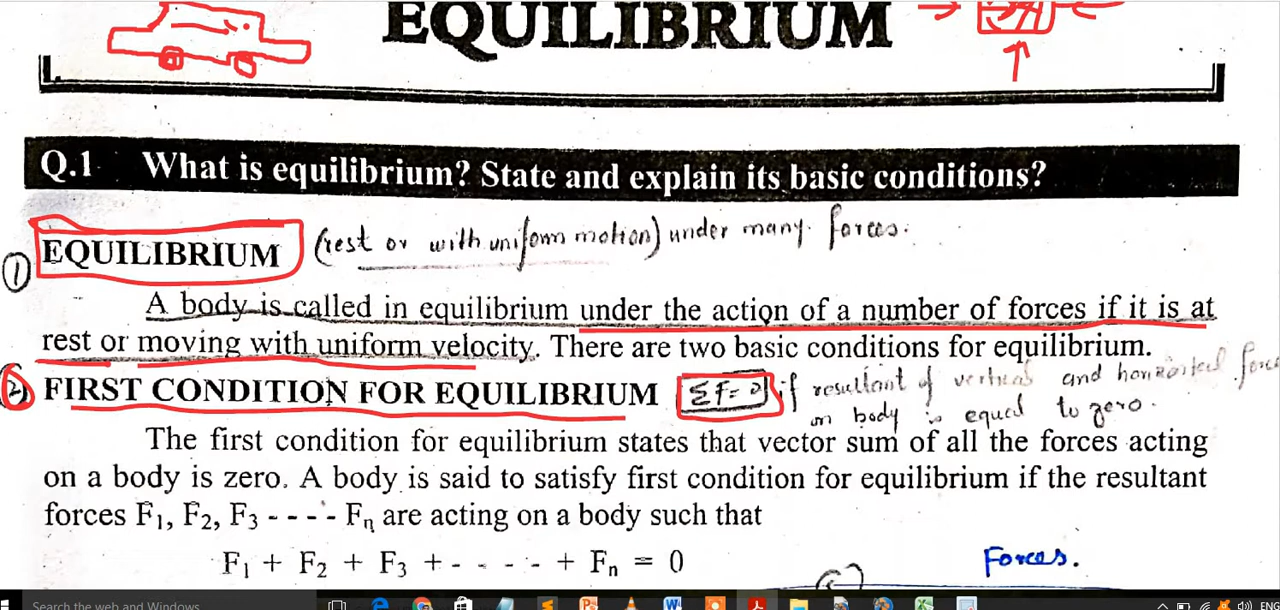 EQUILIBRIUM
Q.1 What is equilibrium? State and explain its basic conditions?
① EQUILIBRIUM (rest or with uniform motion) under many forces.
A body is called in equilibrium under the action of a number of forces if it is at
rest or moving with uniform velocity. There are two basic conditions for equilibrium.
② FIRST CONDITION FOR EQUILIBRIUM ΣF= if resultant of vertical and horizontal force
on body is equal to zero.
The first condition for equilibrium states that vector sum of all the forces acting
on a body is zero. A body is said to satisfy first condition for equilibrium if the resultant
forces F₁, F₂, F₃ - - - - - Fη are acting on a body such that
F₁ + F₂ + F₃ + - - - - - + Fₙ = 0
Forces.
Search the web and Windows
ENG